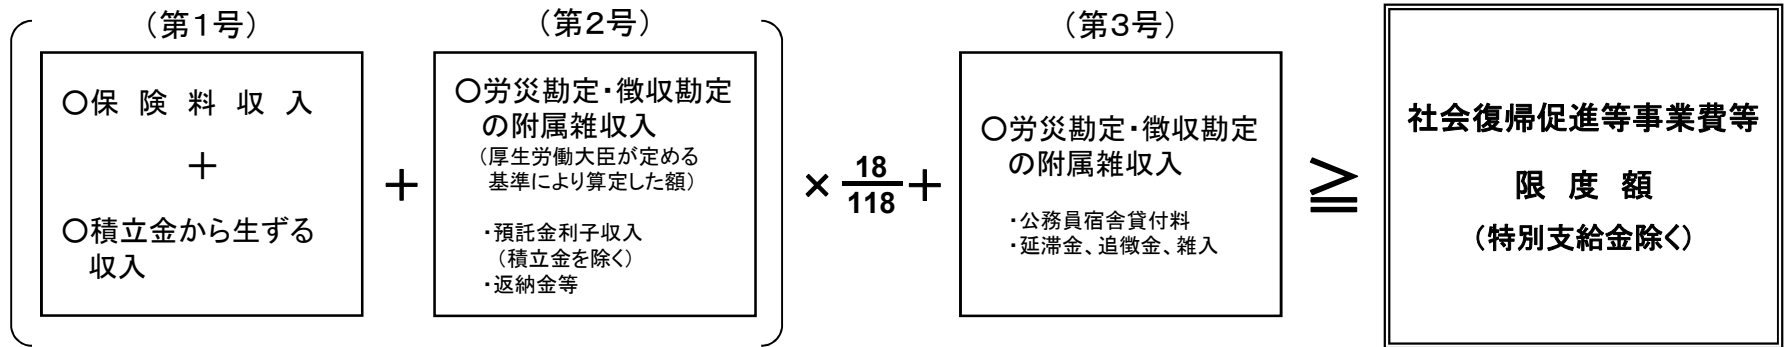 (第1号)
○保険料収入
＋
○積立金から生ずる
収入
＋
(第2号)
○労災勘定・徴収勘定
の附属雑収入
(厚生労働大臣が定める
基準により算定した額)
・預託金利子収入
(積立金を除く)
・返納金等
×
18
118
＋
(第3号)
○労災勘定・徴収勘定
の附属雑収入
・公務員宿舎貸付料
・延滞金、追徴金、雑入
≧
社会復帰促進等事業費等
限度額
(特別支給金除く)